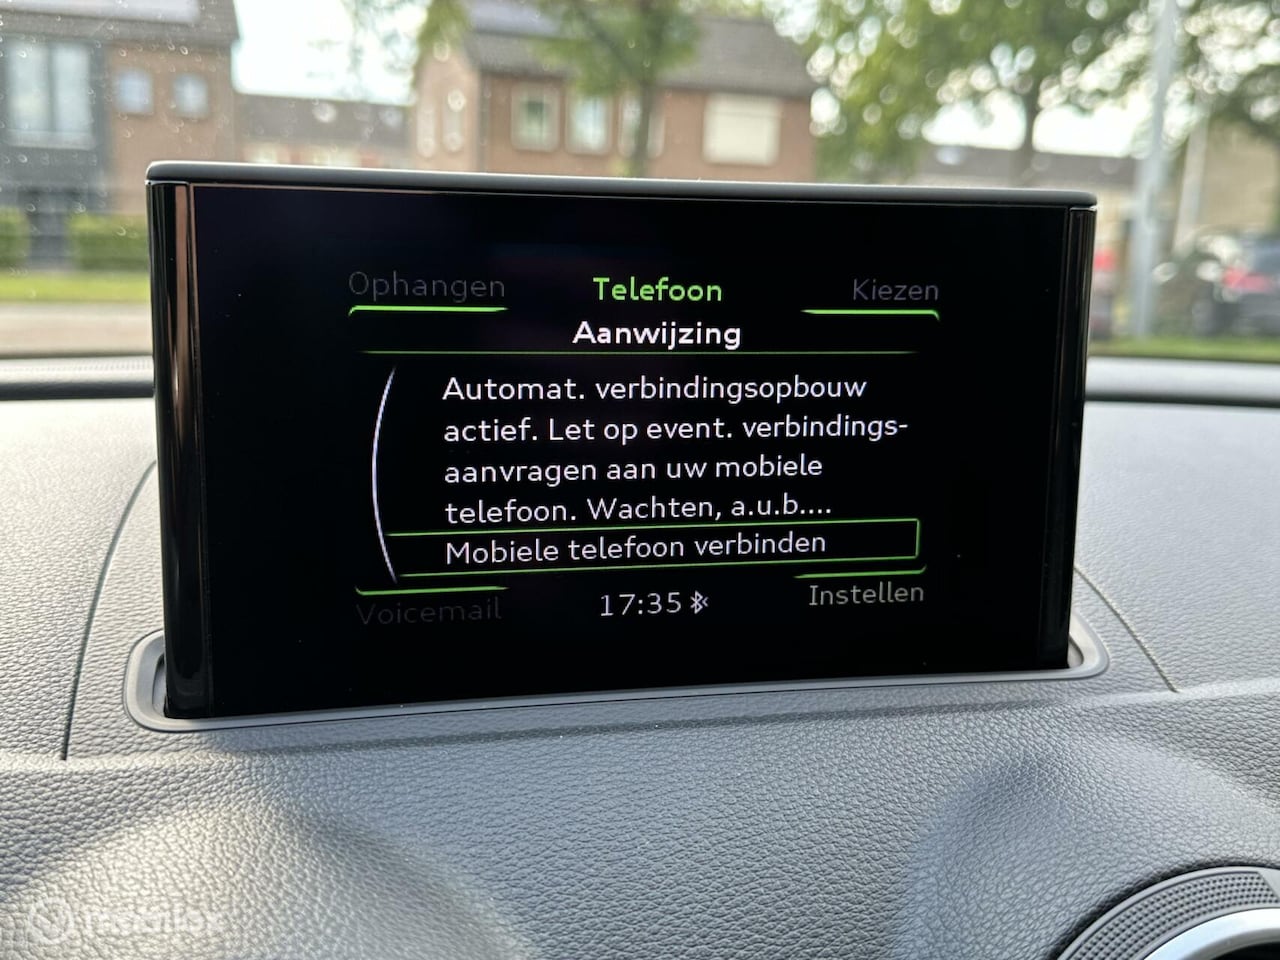 Ophangen Telefoon Kiezen
Aanwijzing
Automat. verbindingsopbouw
actief. Let op event. verbindings-
aanvragen aan uw mobiele
telefoon. Wachten, a.u.b....
Mobiele telefoon verbinden
Voicemail 17:35 Instellen